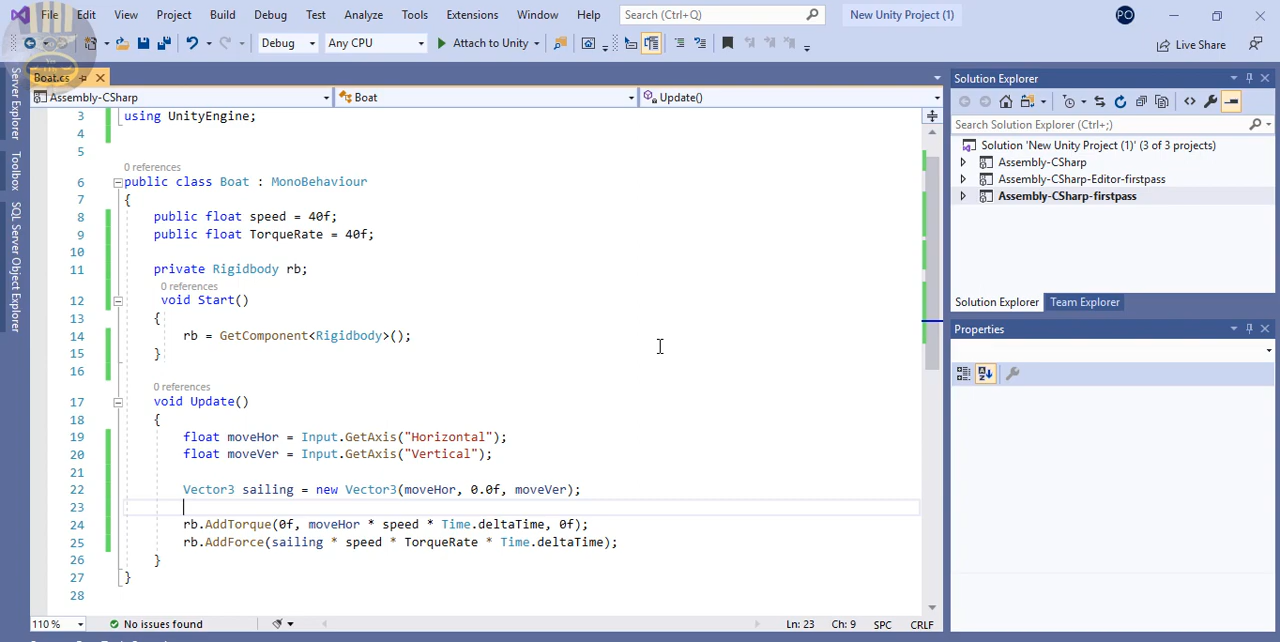 File Edit View Project Build Debug Test Analyze Tools Extensions Window Help Search (Ctrl+Q) New Unity Project (1) PO
Debug Any CPU Attach to Unity Live Share
Boat.cs
Assembly-CSharp Boat Update()
Server Explorer
Toolbox
SQL Server Object Explorer
3 using UnityEngine;
4
5
0 references
6 public class Boat : MonoBehaviour
7 {
8 public float speed = 40f;
9 public float TorqueRate = 40f;
10
11 private Rigidbody rb;
0 references
12 void Start()
13 {
14 rb = GetComponent<Rigidbody>();
15 }
16
0 references
17 void Update()
18 {
19 float moveHor = Input.GetAxis("Horizontal");
20 float moveVer = Input.GetAxis("Vertical");
21
22 Vector3 sailing = new Vector3(moveHor, 0.0f, moveVer);
23
24 rb.AddTorque(0f, moveHor * speed * Time.deltaTime, 0f);
25 rb.AddForce(sailing * speed * TorqueRate * Time.deltaTime);
26 }
27 }
28
110 % No issues found Ln: 23 Ch: 9 SPC CRLF
Solution Explorer
Search Solution Explorer (Ctrl+;)
Solution 'New Unity Project (1)' (3 of 3 projects)
Assembly-CSharp
Assembly-CSharp-Editor-firstpass
Assembly-CSharp-firstpass
Solution Explorer Team Explorer
Properties